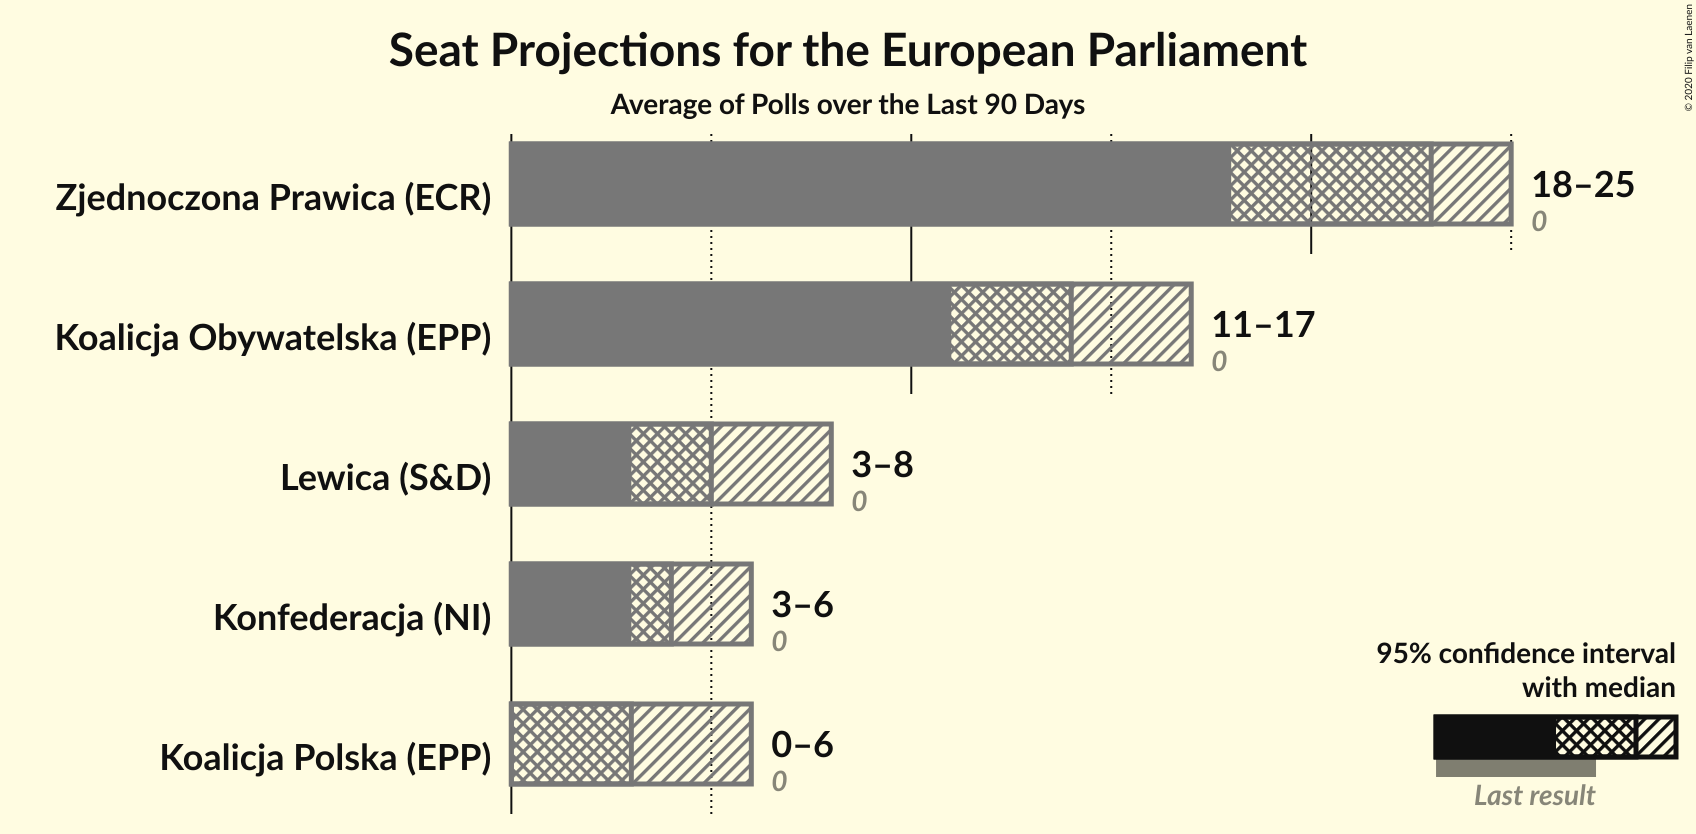 Seat Projections for the European Parliament
Average of Polls over the Last 90 Days
© 2020 Filip van Laenen
Zjednoczona Prawica (ECR)
18–25
0
Koalicja Obywatelska (EPP)
11–17
0
Lewica (S&D)
3–8
0
Konfederacja (NI)
3–6
0
Koalicja Polska (EPP)
0–6
0
95% confidence interval
with median
Last result